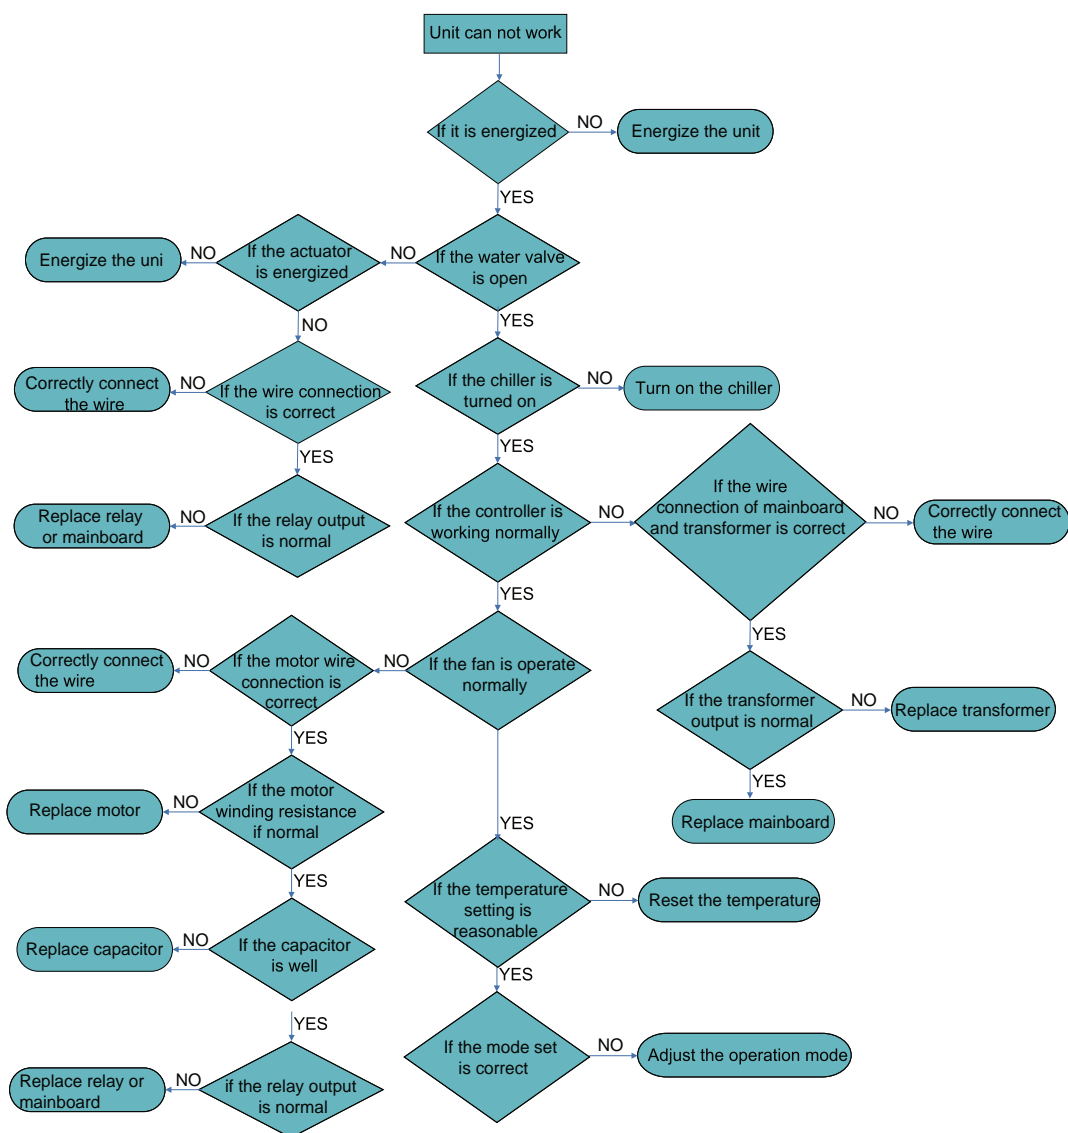 Unit can not work
If it is energized
NO
Energize the unit
YES
Energize the uni
NO
If the actuator
is energized
NO
If the water valve
is open
NO
YES
Correctly connect
the wire
NO
If the wire connection
is correct
If the chiller is
turned on
NO
Turn on the chiller
YES
YES
Replace relay
or mainboard
NO
If the relay output
is normal
If the controller is
working normally
NO
If the wire
connection of mainboard
and transformer is correct
NO
Correctly connect
the wire
YES
YES
Correctly connect
the wire
NO
If the motor wire
connection is
correct
NO
If the fan is operate
normally
If the transformer
output is normal
NO
Replace transformer
YES
YES
YES
Replace motor
NO
If the motor
winding resistance
if normal
Replace mainboard
YES
If the temperature
setting is
reasonable
NO
Reset the temperature
Replace capacitor
NO
If the capacitor
is well
YES
YES
If the mode set
is correct
NO
Adjust the operation mode
Replace relay or
mainboard
NO
if the relay output
is normal